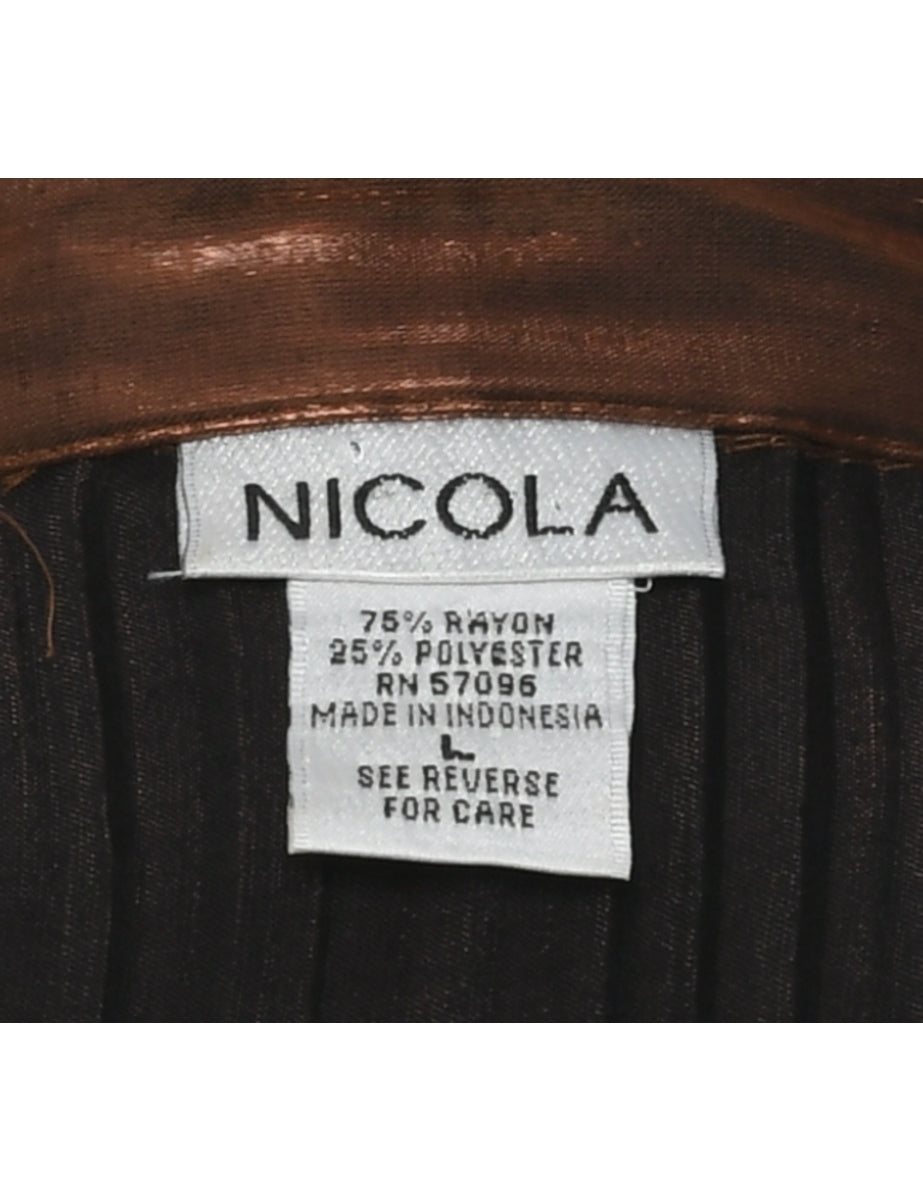 NICOLA
75% RAYON
25% POLYESTER
RN 57096
MADE IN INDONESIA
L
SEE REVERSE
FOR CARE